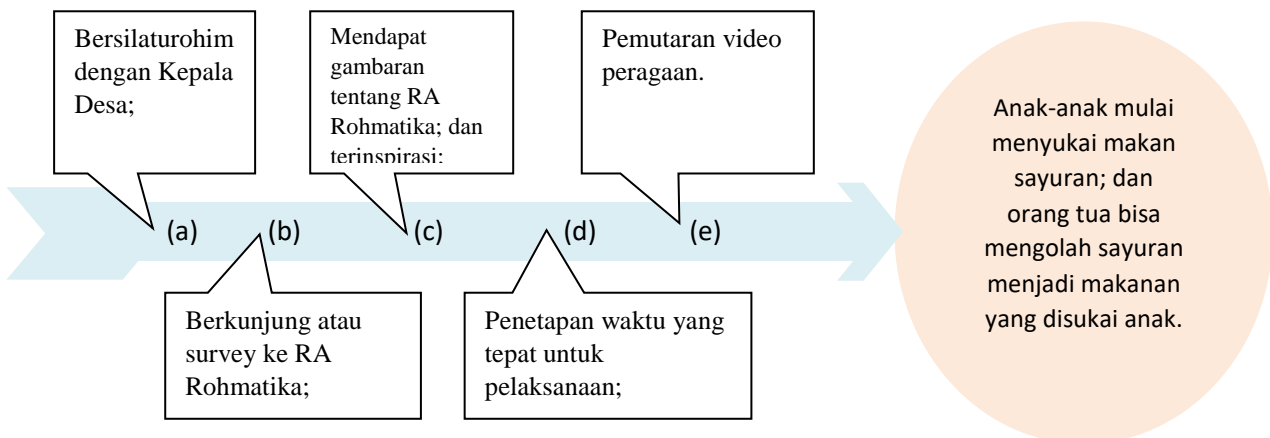 Bersilaturohim
dengan Kepala
Desa;
Mendapat
gambaran
tentang RA
Rohmatika; dan
terinspirasi;
Pemutaran video
peragaan.
(a)
(b)
(c)
(d)
(e)
Berkunjung atau
survey ke RA
Rohmatika;
Penetapan waktu yang
tepat untuk
pelaksanaan;
Anak-anak mulai
menyukai makan
sayuran; dan
orang tua bisa
mengolah sayuran
menjadi makanan
yang disukai anak.